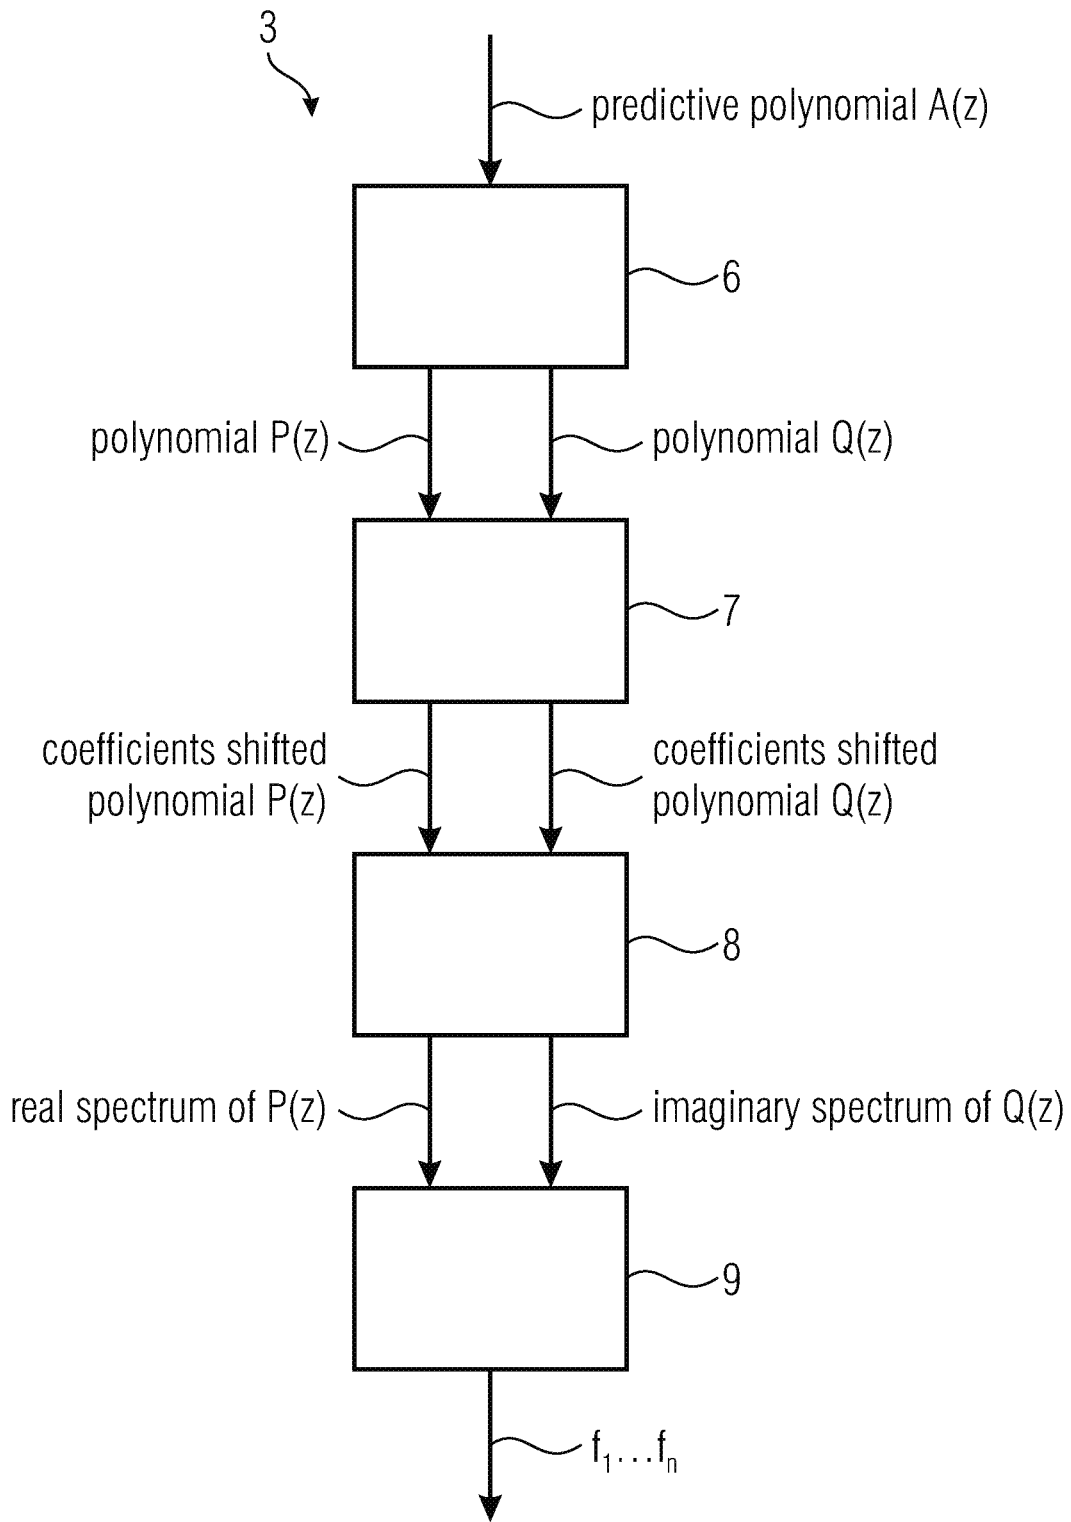 3
predictive polynomial A(z)
6
polynomial P(z)
polynomial Q(z)
7
coefficients shifted
polynomial P(z)
coefficients shifted
polynomial Q(z)
8
real spectrum of P(z)
imaginary spectrum of Q(z)
9
f₁...fₙ